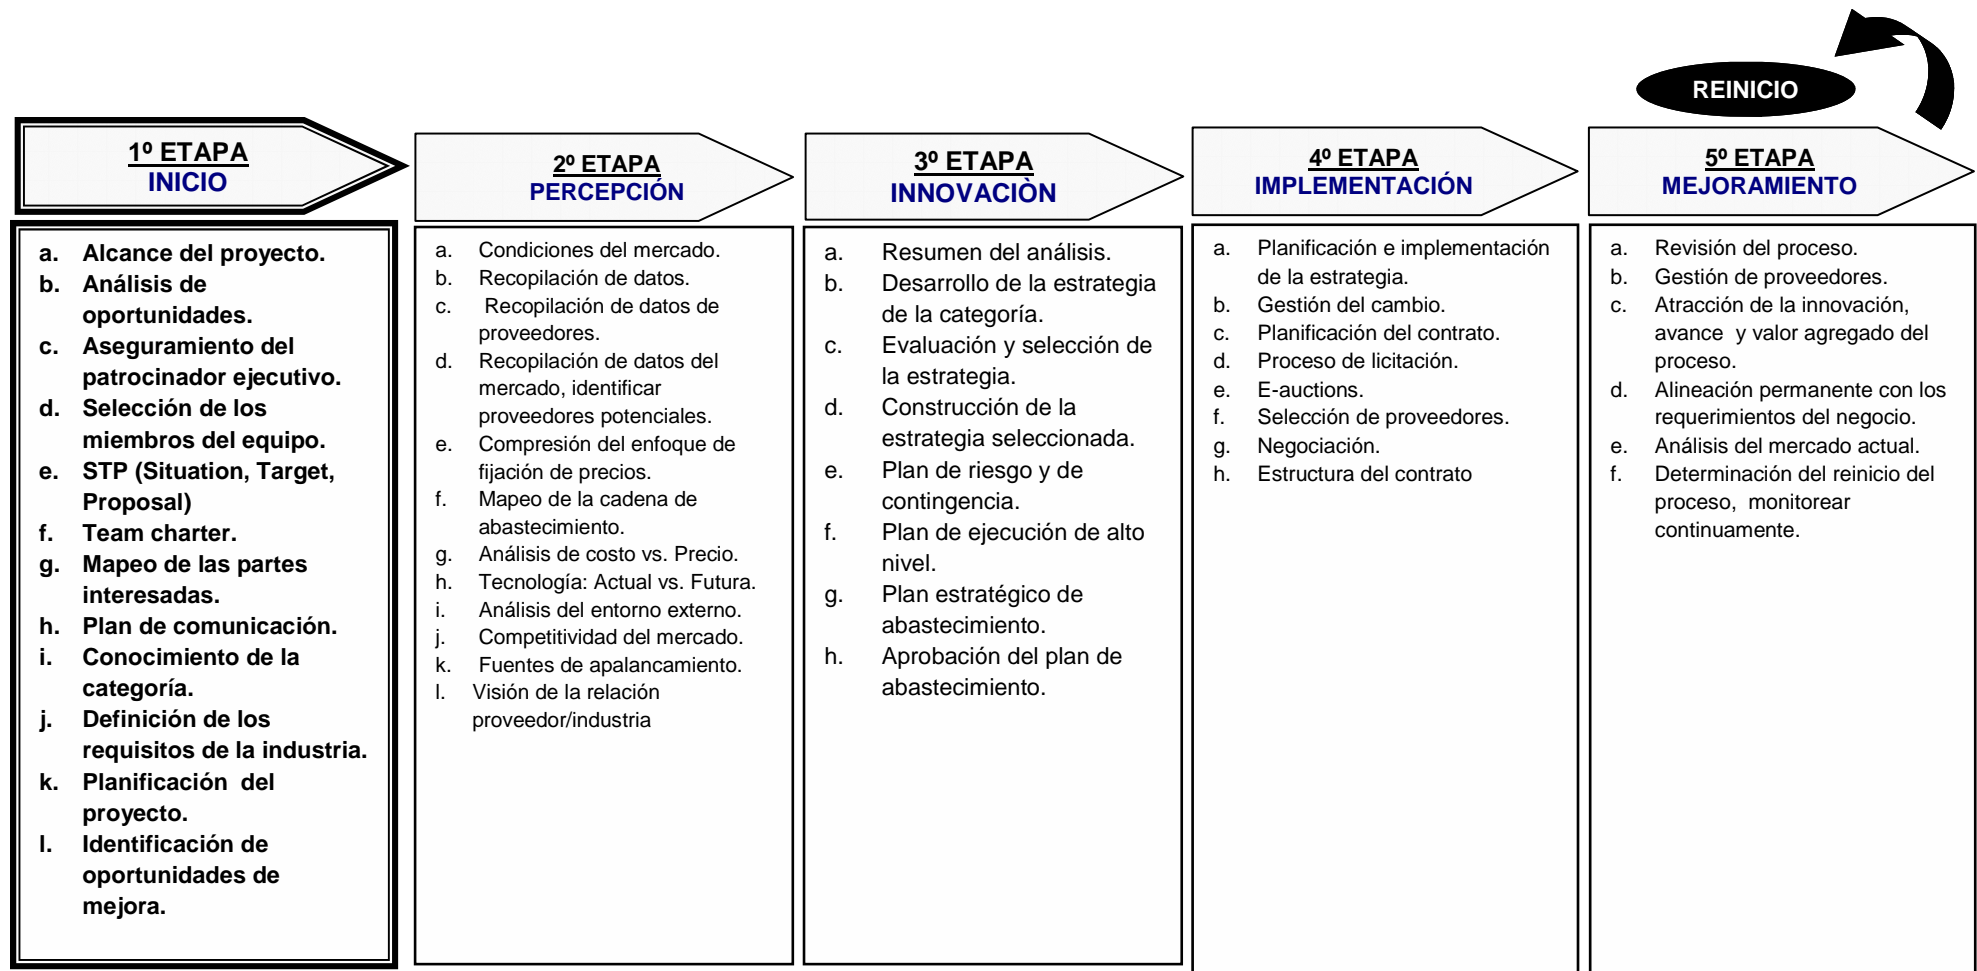 REINICIO
1º ETAPA
INICIO
a. Alcance del proyecto.
b. Análisis de
oportunidades.
c. Aseguramiento del
patrocinador ejecutivo.
d. Selección de los
miembros del equipo.
e. STP (Situation, Target,
Proposal)
f. Team charter.
g. Mapeo de las partes
interesadas.
h. Plan de comunicación.
i. Conocimiento de la
categoría.
j. Definición de los
requisitos de la industria.
k. Planificación del
proyecto.
l. Identificación de
oportunidades de
mejora.
2º ETAPA
PERCEPCIÓN
a. Condiciones del mercado.
b. Recopilación de datos.
c. Recopilación de datos de
proveedores.
d. Recopilación de datos del
mercado, identificar
proveedores potenciales.
e. Compresión del enfoque de
fijación de precios.
f. Mapeo de la cadena de
abastecimiento.
g. Análisis de costo vs. Precio.
h. Tecnología: Actual vs. Futura.
i. Análisis del entorno externo.
j. Competitividad del mercado.
k. Fuentes de apalancamiento.
l. Visión de la relación
proveedor/industria
3º ETAPA
INNOVACIÒN
a. Resumen del análisis.
b. Desarrollo de la estrategia
de la categoría.
c. Evaluación y selección de
la estrategia.
d. Construcción de la
estrategia seleccionada.
e. Plan de riesgo y de
contingencia.
f. Plan de ejecución de alto
nivel.
g. Plan estratégico de
abastecimiento.
h. Aprobación del plan de
abastecimiento.
4º ETAPA
IMPLEMENTACIÓN
a. Planificación e implementación
de la estrategia.
b. Gestión del cambio.
c. Planificación del contrato.
d. Proceso de licitación.
e. E-auctions.
f. Selección de proveedores.
g. Negociación.
h. Estructura del contrato
5º ETAPA
MEJORAMIENTO
a. Revisión del proceso.
b. Gestión de proveedores.
c. Atracción de la innovación,
avance y valor agregado del
proceso.
d. Alineación permanente con los
requerimientos del negocio.
e. Análisis del mercado actual.
f. Determinación del reinicio del
proceso, monitorear
continuamente.